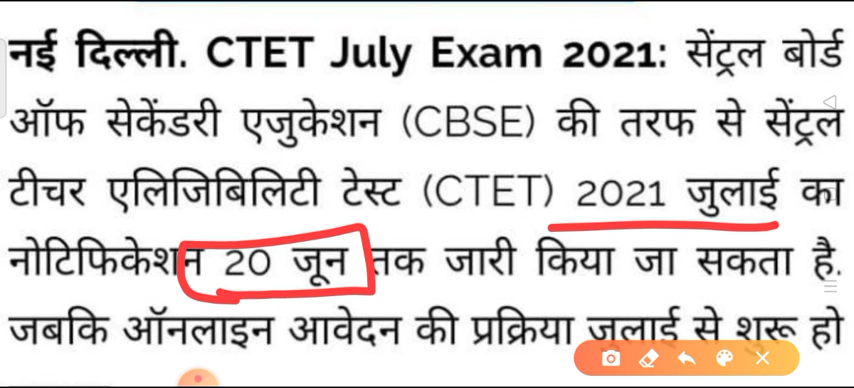 नई दिल्ली. CTET July Exam 2021: सेंट्रल बोर्ड
ऑफ सेकेंडरी एजुकेशन (CBSE) की तरफ से सेंट्रल
टीचर एलिजिबिलिटी टेस्ट (CTET) 2021 जुलाई का
नोटिफिकेशन 20 जून तक जारी किया जा सकता है.
जबकि ऑनलाइन आवेदन की प्रक्रिया जुलाई से शुरू हो